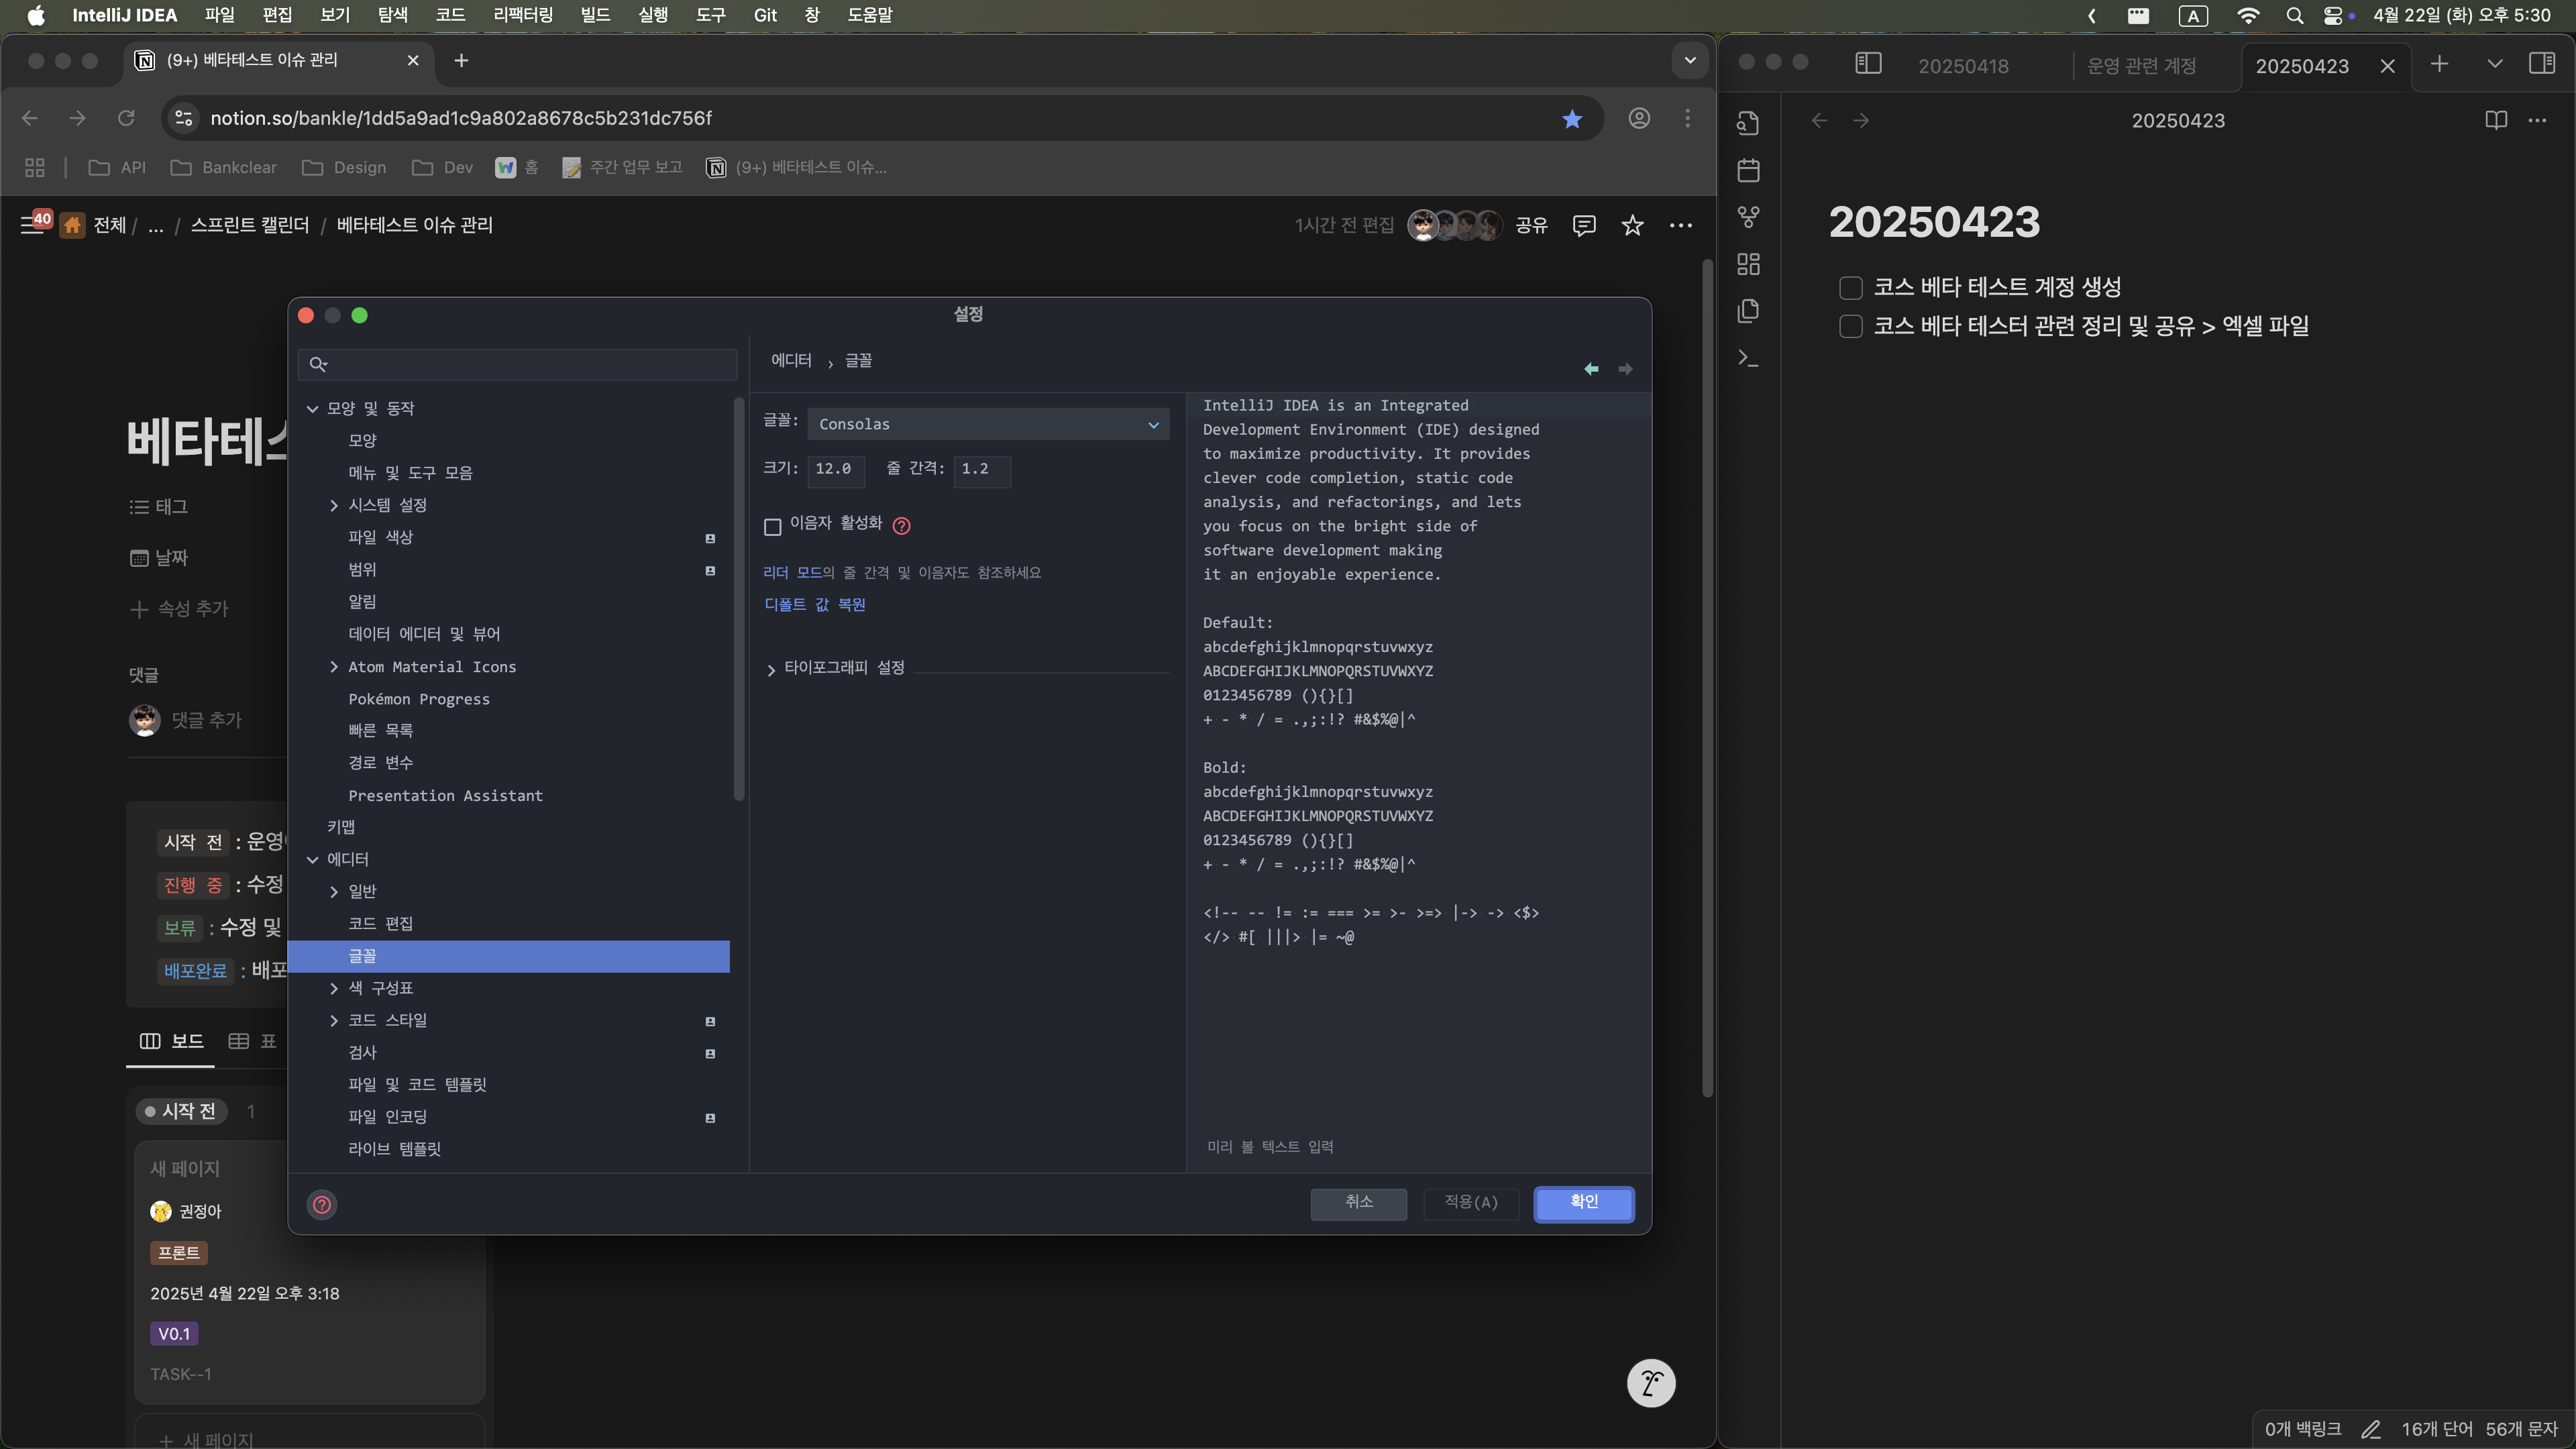 IntelliJ IDEA 파일 편집 보기 탐색 코드 리팩터링 빌드 실행 도구 Git 창 도움말
A 4월 22일 (화) 오후 5:30
(9+) 베타테스트 이슈 관리
notion.so/bankle/1dd5a9ad1c9a802a8678c5b231dc756f
API Bankclear Design Dev 홈 주간 업무 보고 (9+) 베타테스트 이슈...
40 전체 / ... / 스프린트 캘린더 / 베타테스트 이슈 관리
1시간 전 편집 공유
베타테스
태그
날짜
속성 추가
댓글
댓글 추가
시작 전 : 운영
진행 중 : 수정
보류 : 수정 및
배포완료 : 배포
보드 표
시작 전 1
새 페이지
권정아
프론트
2025년 4월 22일 오후 3:18
V0.1
TASK--1
새 페이지
설정
모양 및 동작
모양
메뉴 및 도구 모음
시스템 설정
파일 색상
범위
알림
데이터 에디터 및 뷰어
Atom Material Icons
Pokémon Progress
빠른 목록
경로 변수
Presentation Assistant
키맵
에디터
일반
코드 편집
글꼴
색 구성표
코드 스타일
검사
파일 및 코드 템플릿
파일 인코딩
라이브 템플릿
에디터 › 글꼴
글꼴: Consolas
크기: 12.0 줄 간격: 1.2
이음자 활성화
리더 모드의 줄 간격 및 이음자도 참조하세요
디폴트 값 복원
타이포그래피 설정
IntelliJ IDEA is an Integrated
Development Environment (IDE) designed
to maximize productivity. It provides
clever code completion, static code
analysis, and refactorings, and lets
you focus on the bright side of
software development making
it an enjoyable experience.
Default:
abcdefghijklmnopqrstuvwxyz
ABCDEFGHIJKLMNOPQRSTUVWXYZ
0123456789 (){}[]
+ - * / = .,;:!? #&$%@|^
Bold:
abcdefghijklmnopqrstuvwxyz
ABCDEFGHIJKLMNOPQRSTUVWXYZ
0123456789 (){}[]
+ - * / = .,;:!? #&$%@|^
<!-- -- != := === >= >- >=> |-> -> <$>
</> #[ |||> |= ~@
미리 볼 텍스트 입력
취소 적용(A) 확인
20250418 운영 관련 계정 20250423
20250423
20250423
코스 베타 테스트 계정 생성
코스 베타 테스터 관련 정리 및 공유 > 엑셀 파일
0개 백링크 16개 단어 56개 문자